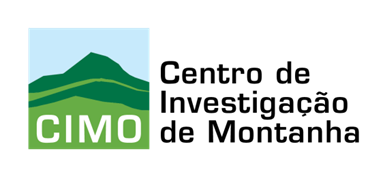 CIMO
Centro de
Investigação
de Montanha